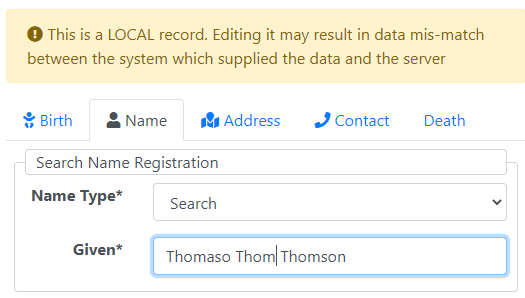 This is a LOCAL record. Editing it may result in data mis-match
between the system which supplied the data and the server
Birth Name Address Contact Death
Search Name Registration
Name Type* Search
Given* Thomaso Thom Thomson